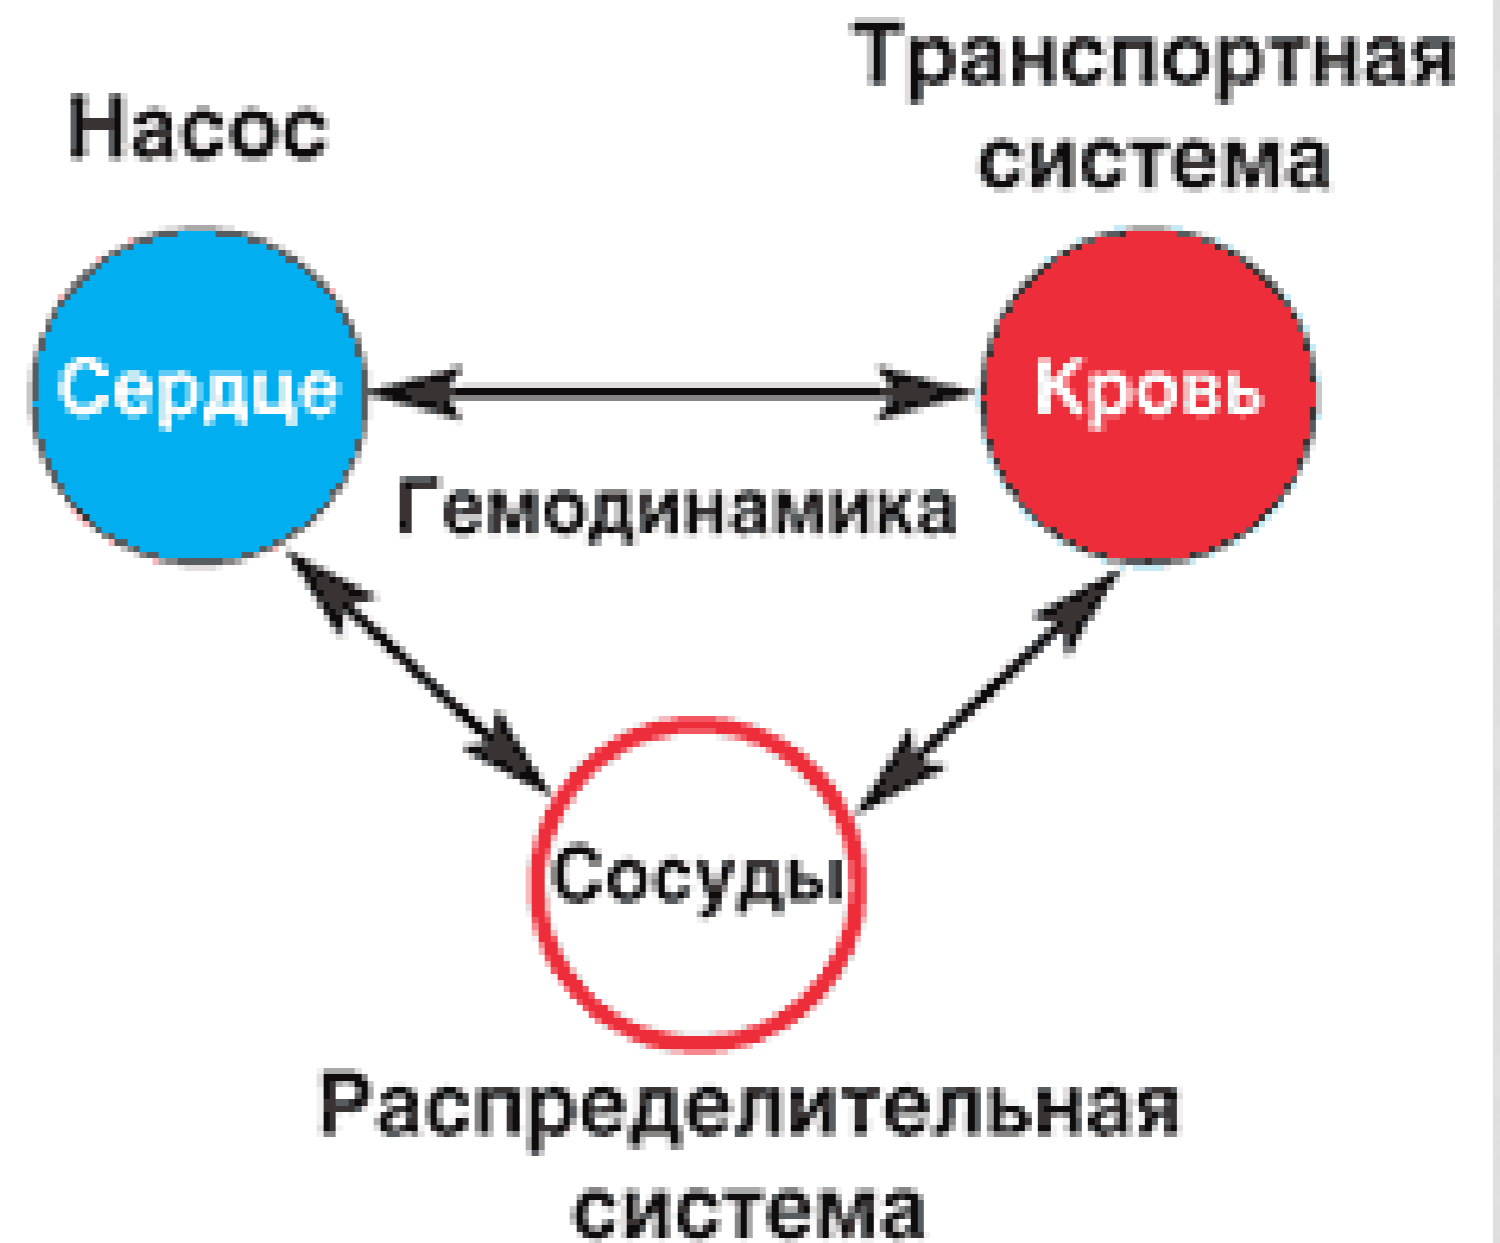 Насос
Транспортная
система
Сердце
Кровь
Гемодинамика
Сосуды
Распределительная
система